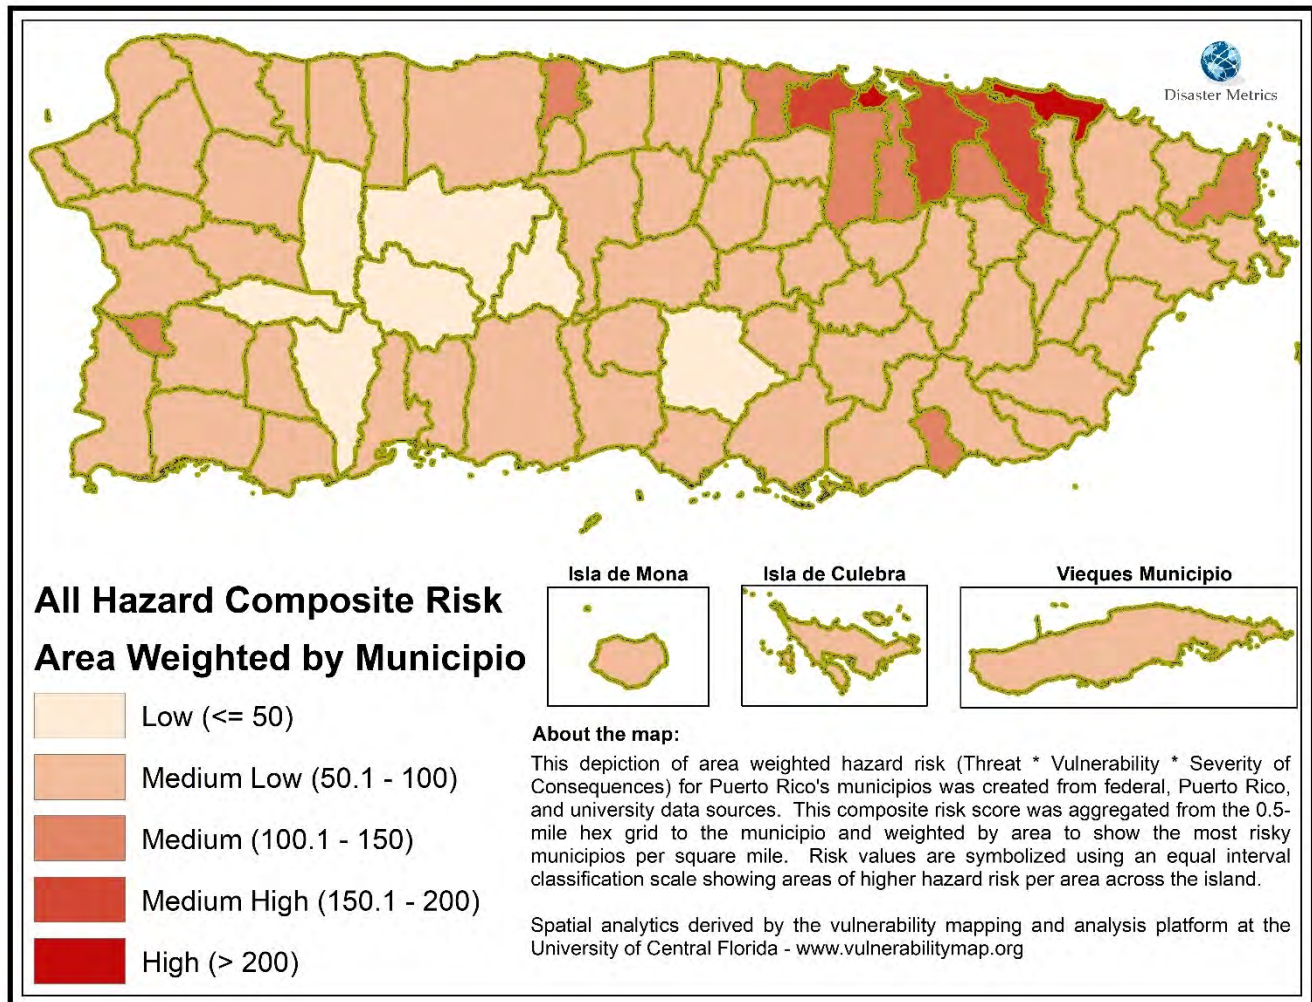 Disaster Metrics
Isla de Mona
Isla de Culebra
Vieques Municipio
All Hazard Composite Risk
Area Weighted by Municipio
Low (<= 50)
Medium Low (50.1 - 100)
Medium (100.1 - 150)
Medium High (150.1 - 200)
High (> 200)
About the map:
This depiction of area weighted hazard risk (Threat * Vulnerability * Severity of
Consequences) for Puerto Rico's municipios was created from federal, Puerto Rico,
and university data sources. This composite risk score was aggregated from the 0.5-
mile hex grid to the municipio and weighted by area to show the most risky
municipios per square mile. Risk values are symbolized using an equal interval
classification scale showing areas of higher hazard risk per area across the island.
Spatial analytics derived by the vulnerability mapping and analysis platform at the
University of Central Florida - www.vulnerabilitymap.org